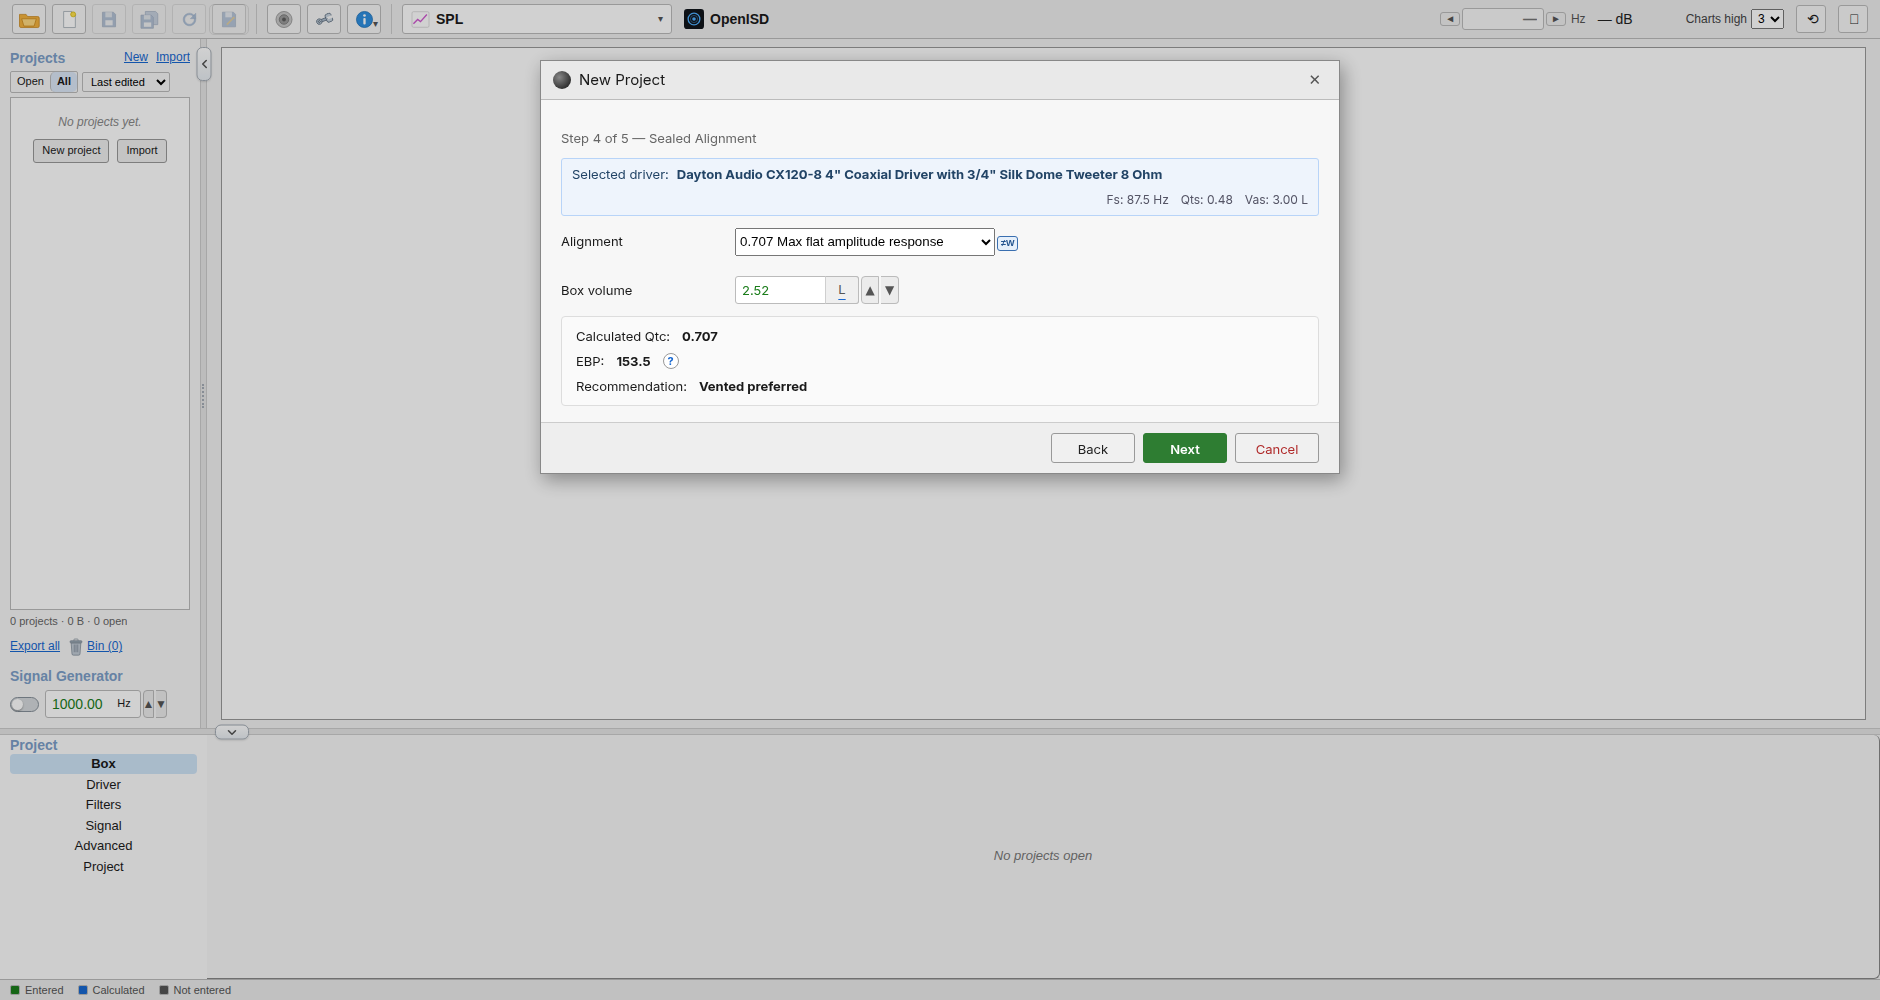 SPL
OpenISD
—
Hz
— dB
Charts high
3
Projects
New
Import
Open
All
Last edited
No projects yet.
New project
Import
0 projects · 0 B · 0 open
Export all
Bin (0)
Signal Generator
1000.00
Hz
New Project
Step 4 of 5 — Sealed Alignment
Selected driver: Dayton Audio CX120-8 4" Coaxial Driver with 3/4" Silk Dome Tweeter 8 Ohm
Fs: 87.5 Hz Qts: 0.48 Vas: 3.00 L
Alignment
0.707 Max flat amplitude response
≠W
Box volume
2.52
L
Calculated Qtc: 0.707
EBP: 153.5 ?
Recommendation: Vented preferred
Back
Next
Cancel
Project
Box
Driver
Filters
Signal
Advanced
Project
No projects open
Entered
Calculated
Not entered